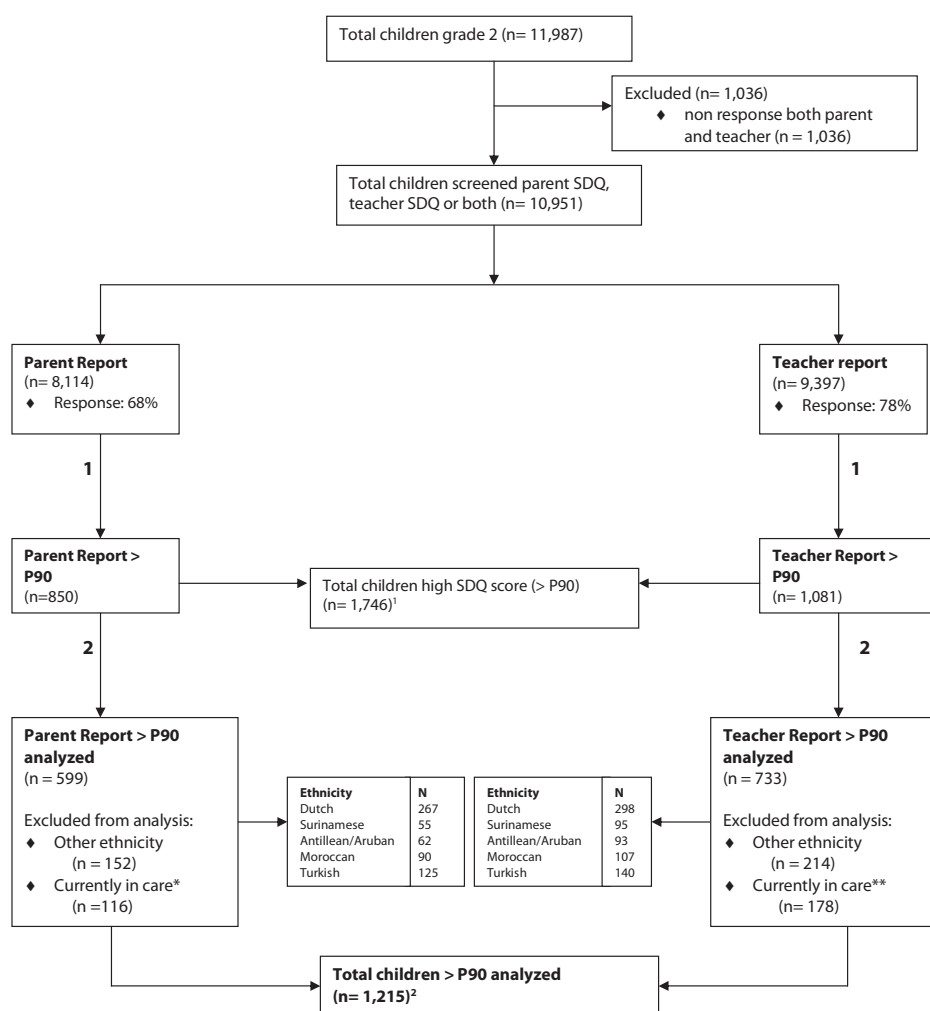 Total children grade 2 (n= 11,987)
Excluded (n= 1,036)
♦ non response both parent
and teacher (n = 1,036)
Total children screened parent SDQ,
teacher SDQ or both (n= 10,951)
Parent Report
(n= 8,114)
♦ Response: 68%
Teacher report
(n= 9,397)
♦ Response: 78%
1
1
Parent Report >
P90
(n=850)
Total children high SDQ score (> P90)
(n= 1,746)¹
Teacher Report >
P90
(n= 1,081)
2
2
Parent Report > P90
analyzed
(n = 599)
Excluded from analysis:
♦ Other ethnicity
(n = 152)
♦ Currently in care*
(n =116)
Ethnicity N
Dutch 267
Surinamese 55
Antillean/Aruban 62
Moroccan 90
Turkish 125
Ethnicity N
Dutch 298
Surinamese 95
Antillean/Aruban 93
Moroccan 107
Turkish 140
Teacher Report > P90
analyzed
(n = 733)
Excluded from analysis:
♦ Other ethnicity
(n = 214)
♦ Currently in care**
(n= 178)
Total children > P90 analyzed
(n= 1,215)²